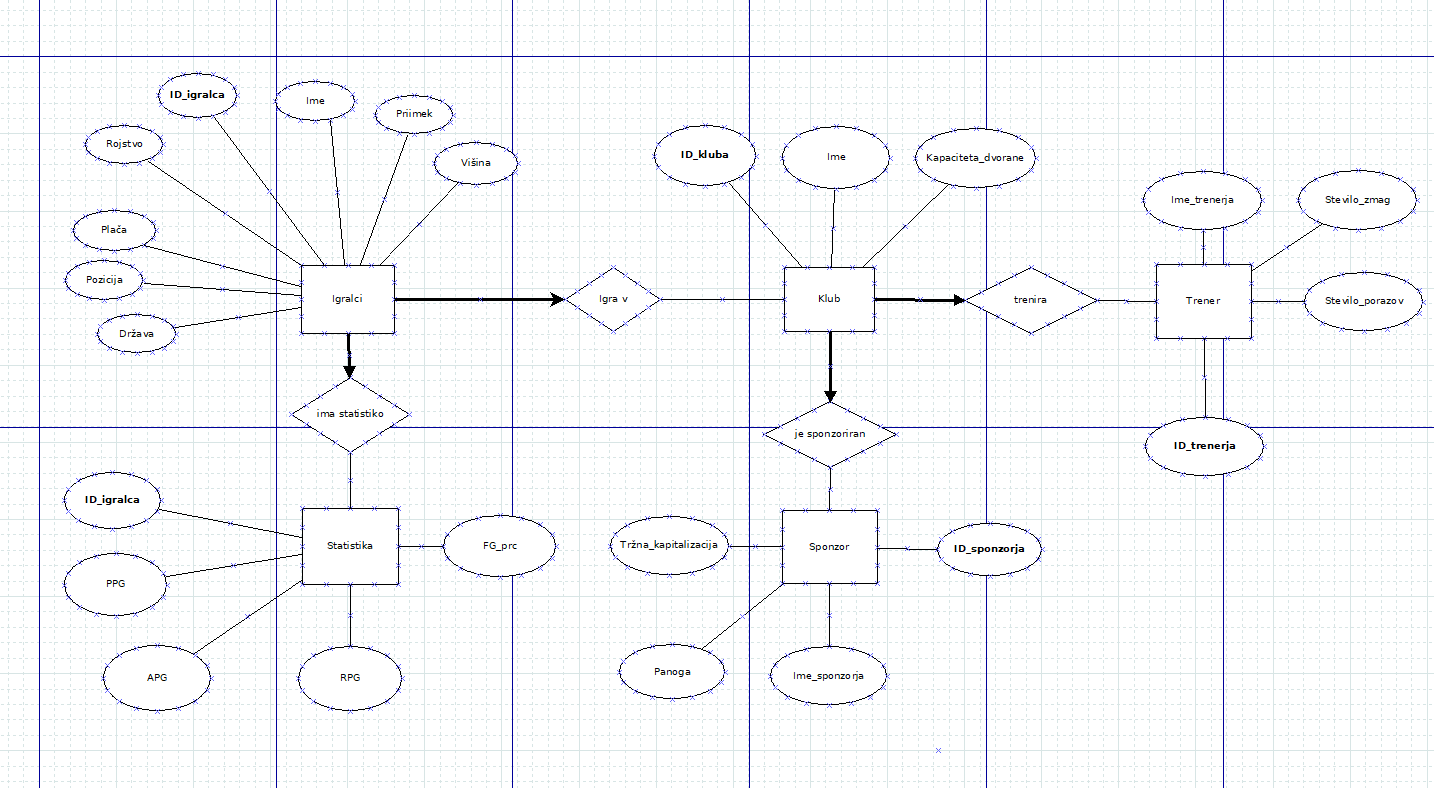 ID_igralca
Ime
Priimek
Rojstvo
Višina
Plača
Pozicija
Država
Igralci
Igra v
ID_kluba
Ime
Kapaciteta_dvorane
Klub
trenira
Ime_trenerja
Stevilo_zmag
Trener
Stevilo_porazov
ID_trenerja
ima statistiko
je sponzoriran
ID_igralca
Statistika
FG_prc
PPG
APG
RPG
Tržna_kapitalizacija
Sponzor
ID_sponzorja
Panoga
Ime_sponzorja